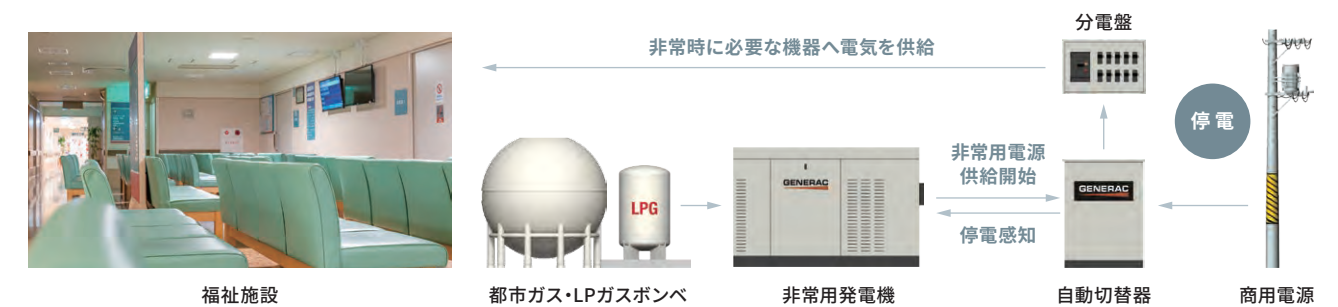 分電盤
非常時に必要な機器へ電気を供給
停電
非常用電源
供給開始
GENERAC
GENERAC
LPG
停電感知
福祉施設
都市ガス・LPガスボンベ
非常用発電機
自動切替器
商用電源